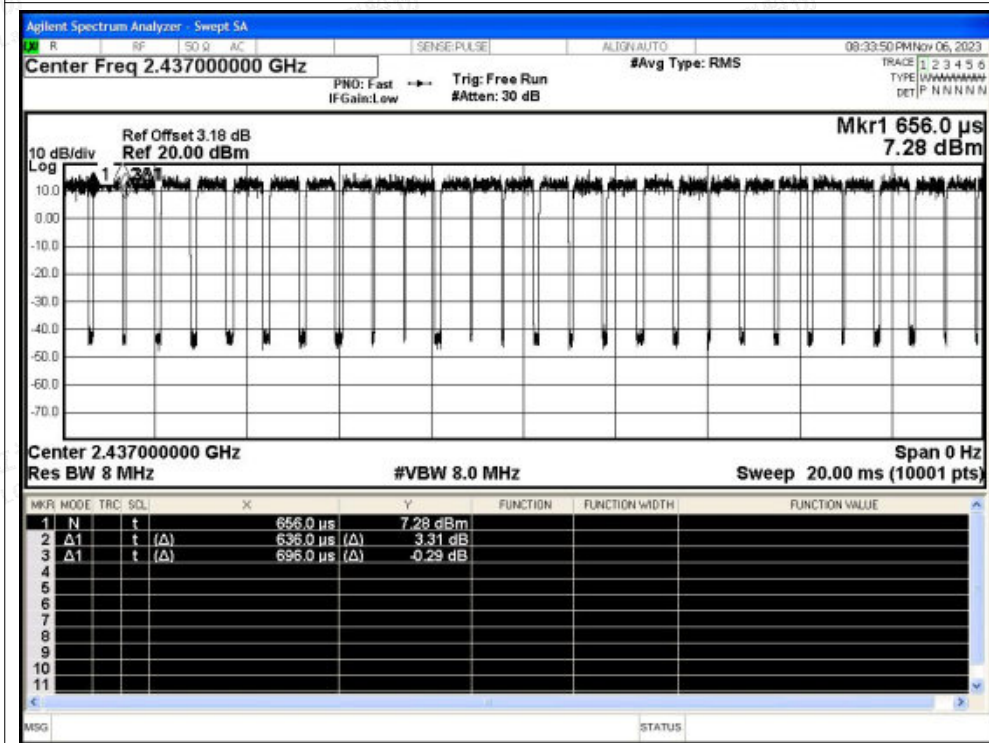 Agilent Spectrum Analyzer - Swept SA
LXI R RF 50 Ω AC SENSE:PULSE ALIGN AUTO 08:33:50 PM Nov 06, 2023
Center Freq 2.437000000 GHz #Avg Type: RMS TRACE 1 2 3 4 5 6
PNO: Fast Trig: Free Run TYPE WWWWWW
IFGain:Low #Atten: 30 dB DET P N N N N N
Mkr1 656.0 µs
Ref Offset 3.18 dB
10 dB/div Ref 20.00 dBm 7.28 dBm
Log
1
10.0
0.00
-10.0
-20.0
-30.0
-40.0
-50.0
-60.0
-70.0
Center 2.437000000 GHz Span 0 Hz
Res BW 8 MHz #VBW 8.0 MHz Sweep 20.00 ms (10001 pts)
MKR MODE TRC SCL X Y FUNCTION FUNCTION WIDTH FUNCTION VALUE
1 N t 656.0 µs 7.28 dBm
2 Δ1 t (Δ) 636.0 µs (Δ) 3.31 dB
3 Δ1 t (Δ) 696.0 µs (Δ) -0.29 dB
4
5
6
7
8
9
10
11
MSG STATUS